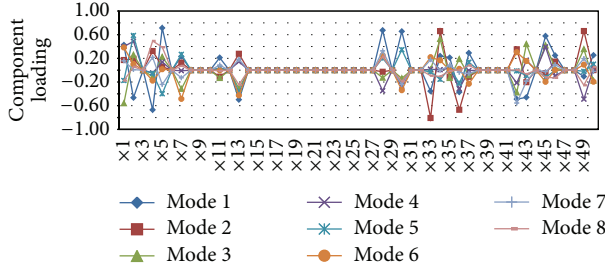 Component loading
1.00
0.60
0.20
−0.20
−0.60
−1.00
×1 ×3 ×5 ×7 ×9 ×11 ×13 ×15 ×17 ×19 ×21 ×23 ×25 ×27 ×29 ×31 ×33 ×35 ×37 ×39 ×41 ×43 ×45 ×47 ×49
Mode 1 Mode 4 Mode 7
Mode 2 Mode 5 Mode 8
Mode 3 Mode 6